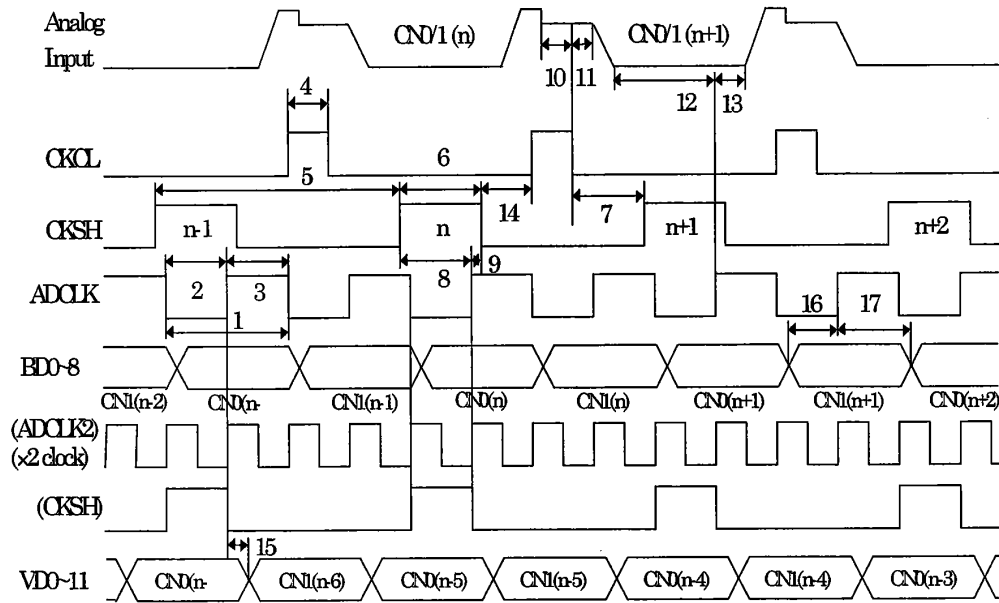 Analog
Input
CN0/1 (n)
CN0/1 (n+1)
10
11
12
13
4
CKCL
5
6
14
7
CKSH
n-1
n
n+1
n+2
8
9
ADCLK
2
3
1
16
17
BD0~8
CN1(n-2)
CN0(n-
CN1(n-1)
CN0(n)
CN1(n)
CN0(n+1)
CN1(n+1)
CN0(n+2)
(ADCLK2)
(×2 clock)
(CKSH)
15
VD0~11
CN0(n-
CN1(n-6)
CN0(n-5)
CN1(n-5)
CN0(n-4)
CN1(n-4)
CN0(n-3)